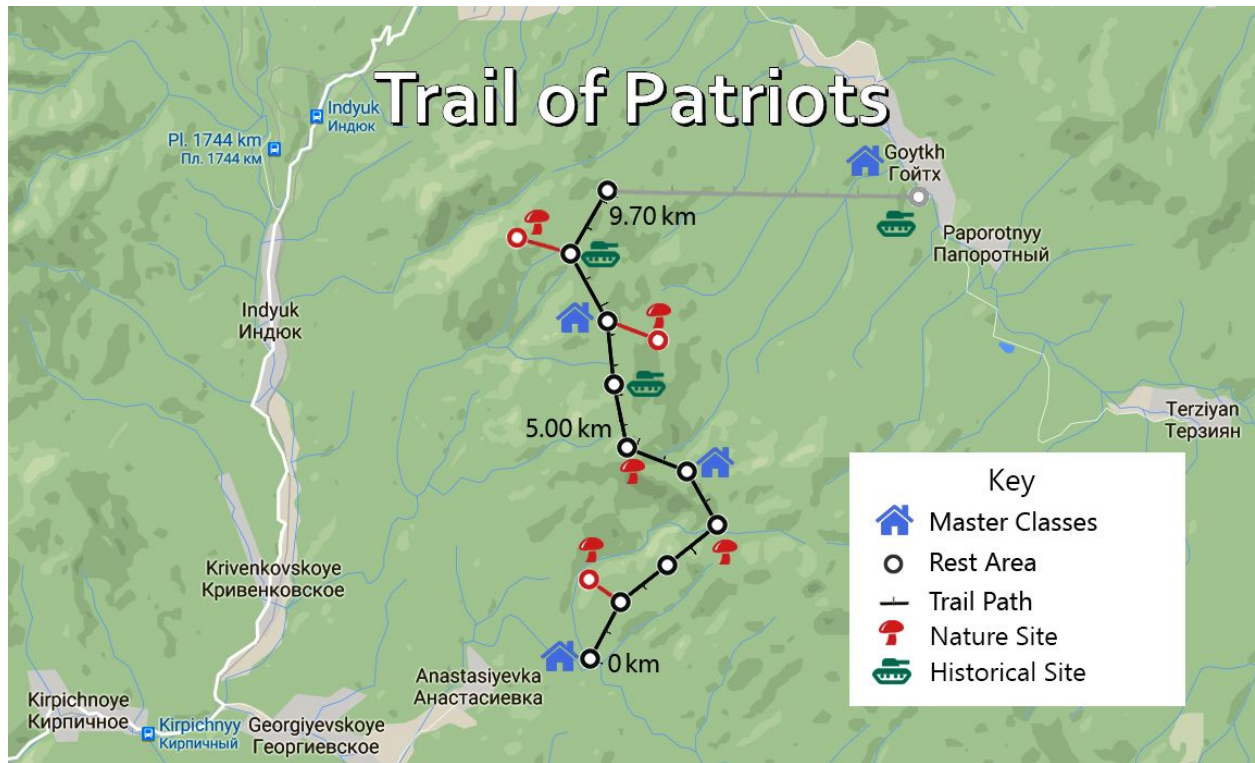 Trail of Patriots
Indyuk
Индюк
Pl. 1744 km
Пл. 1744 км
Goytkh
Гойтх
9.70 km
Paporotnyy
Папоротный
Indyuk
Индюк
5.00 km
Terziyan
Терзиян
Krivenkovskoye
Кривенковское
0 km
Anastasiyevka
Анастасиевка
Kirpichnoye
Кирпичное
Kirpichnyy
Кирпичный
Georgiyevskoye
Георгиевское
Key
Master Classes
Rest Area
Trail Path
Nature Site
Historical Site